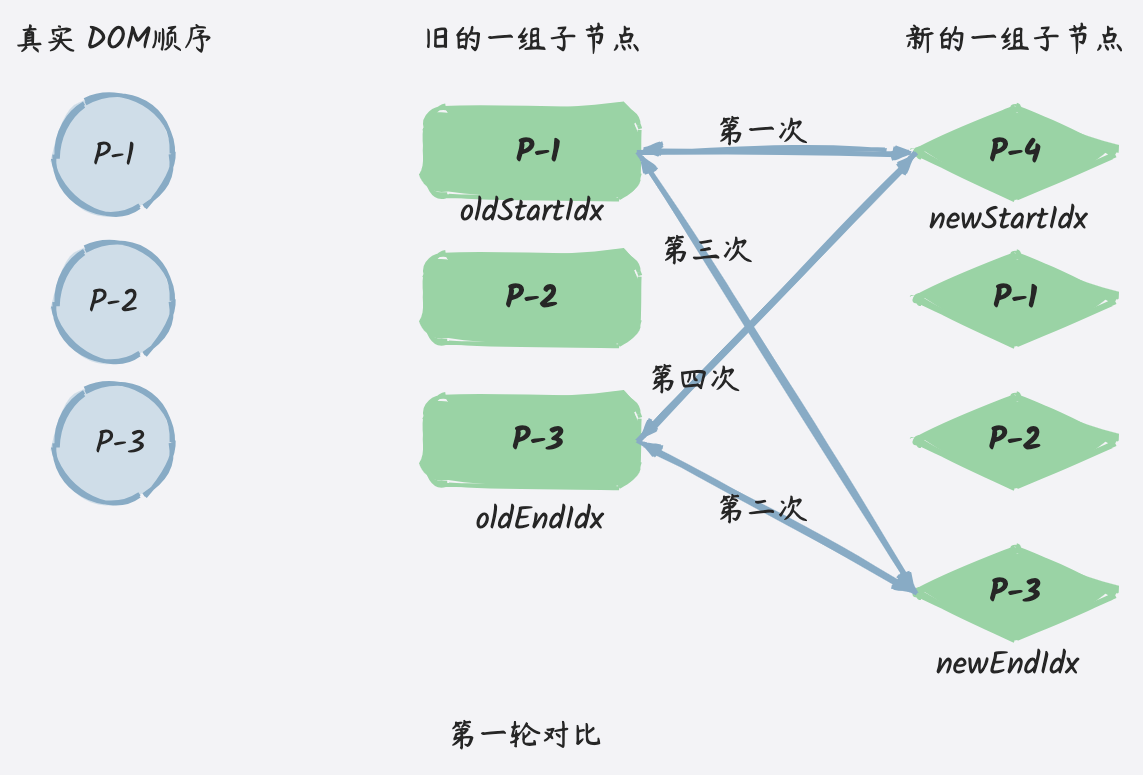 真实 DOM顺序
旧的一组子节点
新的一组子节点
P-1
P-1
第一次
P-4
oldStartIdx
newStartIdx
第三次
P-2
P-2
P-1
第四次
P-3
P-3
P-2
oldEndIdx
第二次
P-3
newEndIdx
第一轮对比